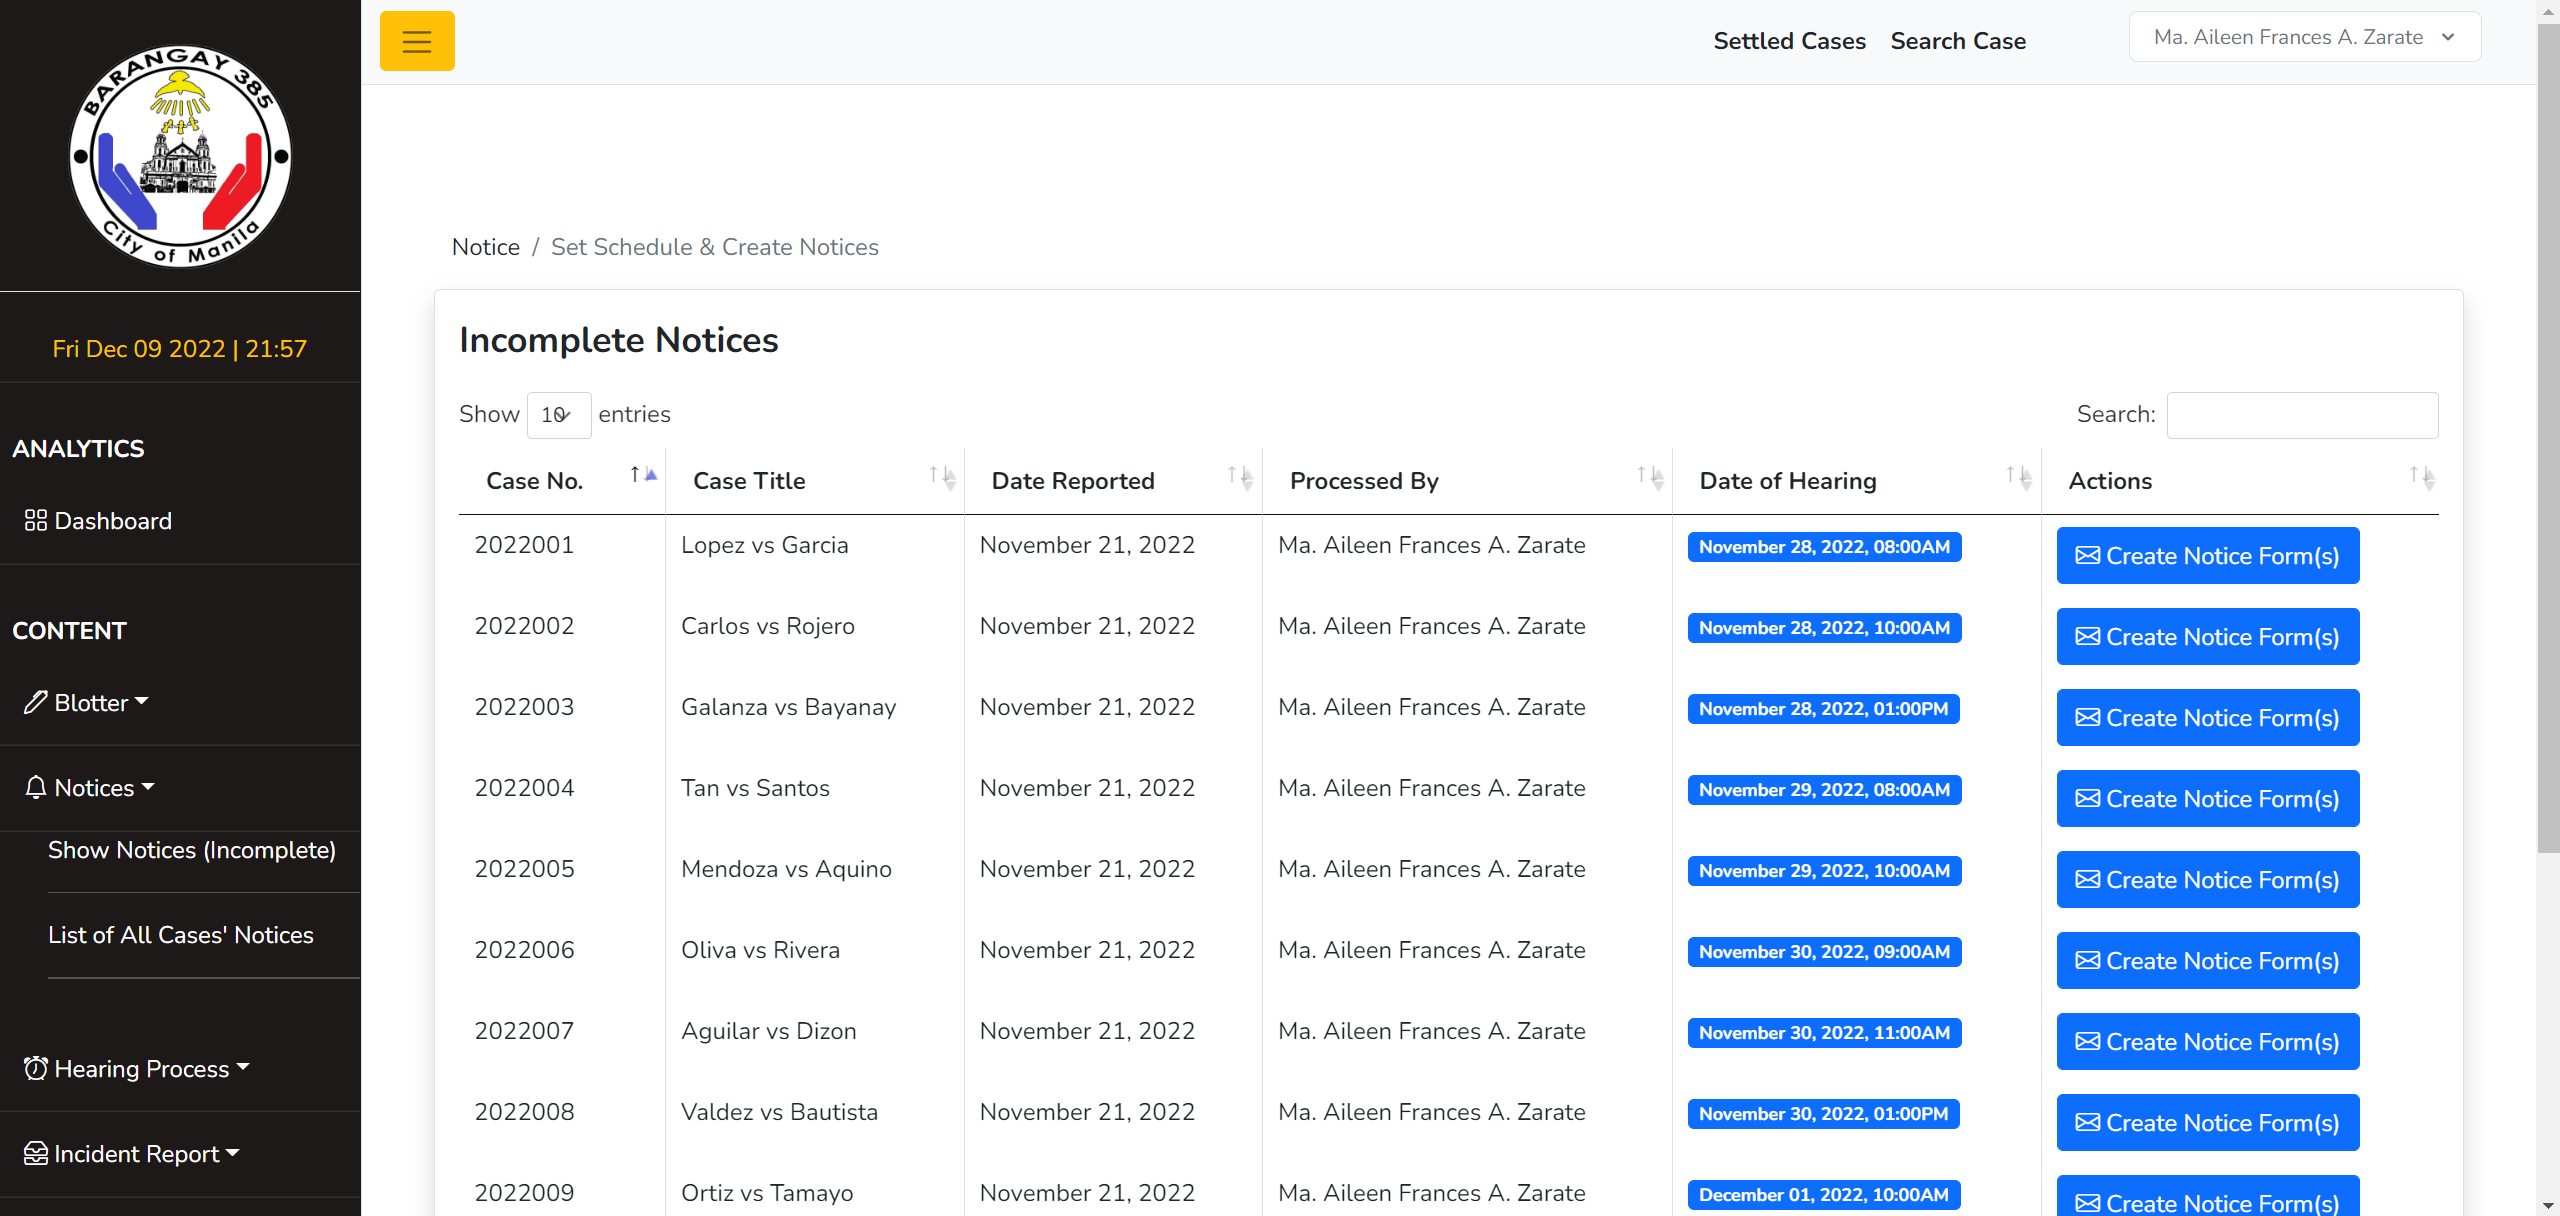 BARANGAY 385
City of Manila
Fri Dec 09 2022 | 21:57
ANALYTICS
Dashboard
CONTENT
Blotter
Notices
Show Notices (Incomplete)
List of All Cases' Notices
Hearing Process
Incident Report
Settled Cases Search Case Ma. Aileen Frances A. Zarate
Notice / Set Schedule & Create Notices
Incomplete Notices
Show 10 entries Search:
Case No. Case Title Date Reported Processed By Date of Hearing Actions
2022001 Lopez vs Garcia November 21, 2022 Ma. Aileen Frances A. Zarate November 28, 2022, 08:00AM Create Notice Form(s)
2022002 Carlos vs Rojero November 21, 2022 Ma. Aileen Frances A. Zarate November 28, 2022, 10:00AM Create Notice Form(s)
2022003 Galanza vs Bayanay November 21, 2022 Ma. Aileen Frances A. Zarate November 28, 2022, 01:00PM Create Notice Form(s)
2022004 Tan vs Santos November 21, 2022 Ma. Aileen Frances A. Zarate November 29, 2022, 08:00AM Create Notice Form(s)
2022005 Mendoza vs Aquino November 21, 2022 Ma. Aileen Frances A. Zarate November 29, 2022, 10:00AM Create Notice Form(s)
2022006 Oliva vs Rivera November 21, 2022 Ma. Aileen Frances A. Zarate November 30, 2022, 09:00AM Create Notice Form(s)
2022007 Aguilar vs Dizon November 21, 2022 Ma. Aileen Frances A. Zarate November 30, 2022, 11:00AM Create Notice Form(s)
2022008 Valdez vs Bautista November 21, 2022 Ma. Aileen Frances A. Zarate November 30, 2022, 01:00PM Create Notice Form(s)
2022009 Ortiz vs Tamayo November 21, 2022 Ma. Aileen Frances A. Zarate December 01, 2022, 10:00AM Create Notice Form(s)